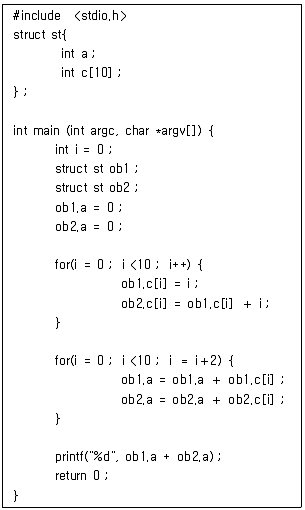 #include <stdio.h>
struct st{
int a ;
int c[10] ;
} ;
int main (int argc, char *argv[]) {
int i = 0 ;
struct st ob1 ;
struct st ob2 ;
ob1.a = 0 ;
ob2.a = 0 ;
for(i = 0 ; i <10 ; i++) {
ob1.c[i] = i ;
ob2.c[i] = ob1.c[i] + i ;
}
for(i = 0 ; i <10 ; i = i+2) {
ob1.a = ob1.a + ob1.c[i] ;
ob2.a = ob2.a + ob2.c[i] ;
}
printf("%d", ob1.a + ob2.a) ;
return 0 ;
}